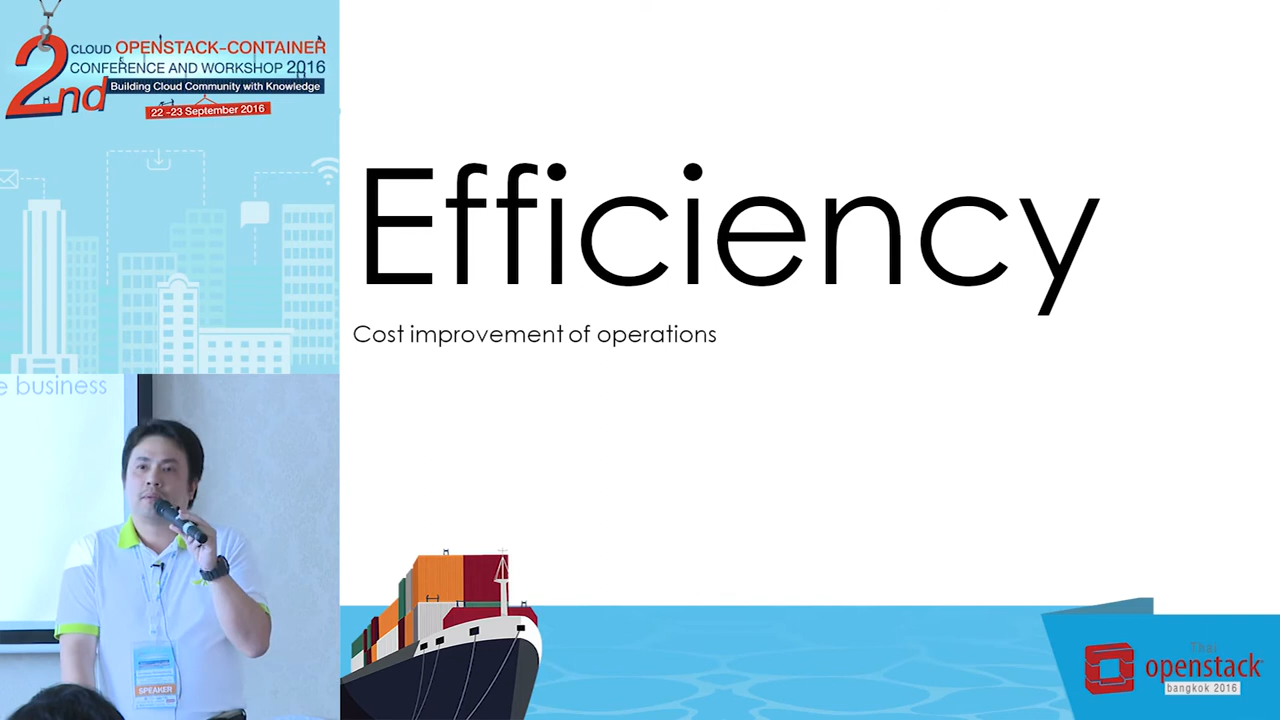 2nd
CLOUD OPENSTACK-CONTAINER
CONFERENCE AND WORKSHOP 2016
Building Cloud Community with Knowledge
22 -23 September 2016
Efficiency
Cost improvement of operations
e business
SPEAKER
Thai
openstack
bangkok 2016